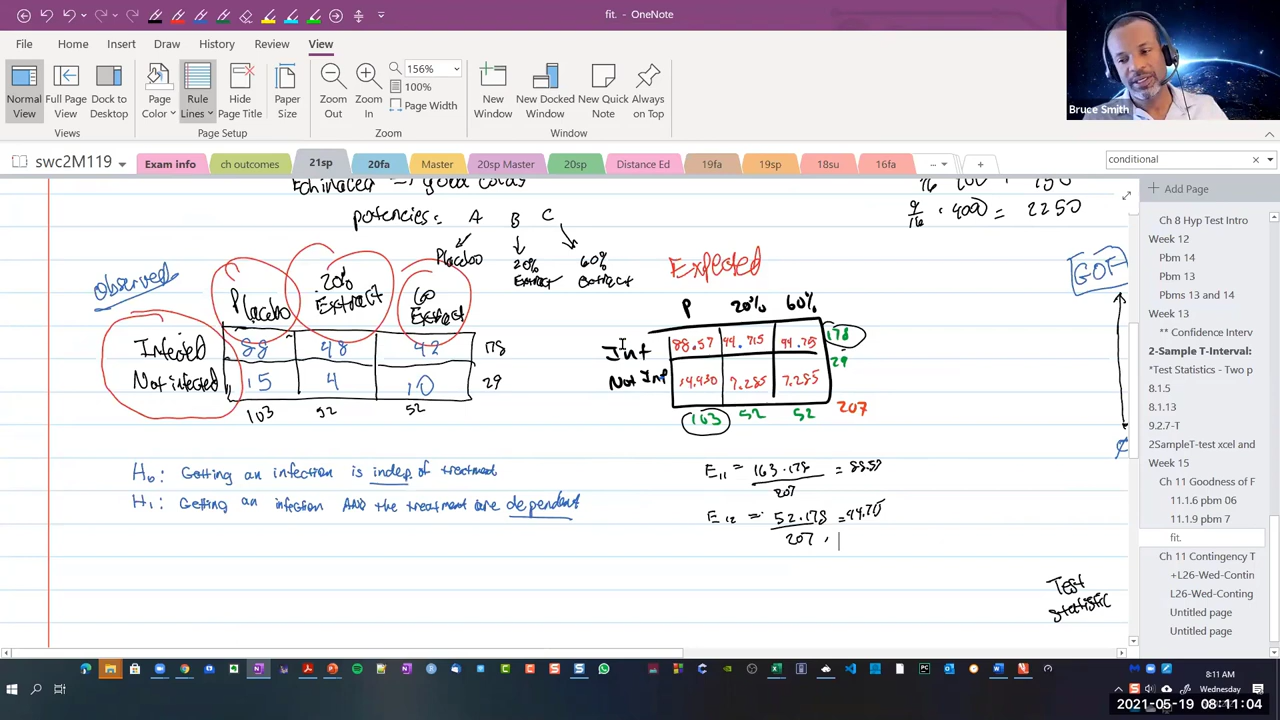 fit. - OneNote
File Home Insert Draw History Review View
Normal View
Full Page View
Dock to Desktop
Views
Page Color
Rule Lines
Hide Page Title
Paper Size
Page Setup
Zoom Out
Zoom In
156%
100%
Page Width
Zoom
New Window
New Docked Window
New Quick Note
Always on Top
Window
Bruce Smith
swc2M119
Exam info ch outcomes 21sp 20fa Master 20sp Master 20sp Distance Ed 19fa 19sp 18su 16fa
conditional
Echinacea
potencies: A B C
Placebo
20% Extract
60% extract
9/16 · 4000 = 2250
observed
Placebo 20% Extract 60 Extract
Infected 88 48 42 178
Not infected 15 4 10 29
103 52 52
Expected
P 20% 60%
Inf 88.57 44.715 44.715 178
Not Inf 14.430 7.285 7.285 29
103 52 52 207
H0: Getting an infection is indep. of treatment
H1: Getting an infection AND the treatment are dependent
E11 = 103·178 / 207 = 88.57
E12 = 52·178 / 207 = 44.70
GOF
Test Statistic
Add Page
Ch 8 Hyp Test Intro
Week 12
Pbm 14
Pbm 13
Pbms 13 and 14
Week 13
** Confidence Interv
2-Sample T-Interval:
*Test Statistics - Two p
8.1.5
8.1.13
9.2.7-T
2SampleT-test xcel and
Week 15
Ch 11 Goodness of F
11.1.6 pbm 06
11.1.9 pbm 7
fit.
Ch 11 Contingency T
+L26-Wed-Contin
L26-Wed-Conting
Untitled page
Untitled page
8:11 AM
Wednesday
2021-05-19 08:11:04